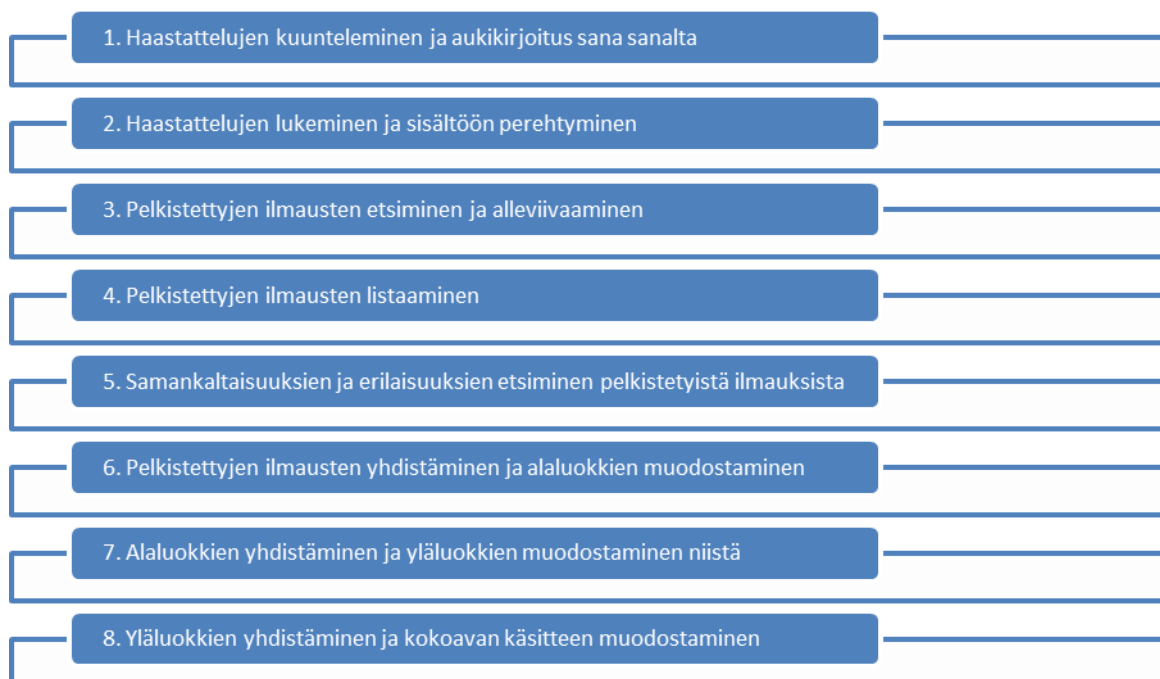 1. Haastattelujen kuunteleminen ja aukikirjoitus sana sanalta
2. Haastattelujen lukeminen ja sisältöön perehtyminen
3. Pelkistettyjen ilmausten etsiminen ja alleviivaaminen
4. Pelkistettyjen ilmausten listaaminen
5. Samankaltaisuuksien ja erilaisuuksien etsiminen pelkistetyistä ilmauksista
6. Pelkistettyjen ilmausten yhdistäminen ja alaluokkien muodostaminen
7. Alaluokkien yhdistäminen ja yläluokkien muodostaminen niistä
8. Yläluokkien yhdistäminen ja kokoavan käsitteen muodostaminen